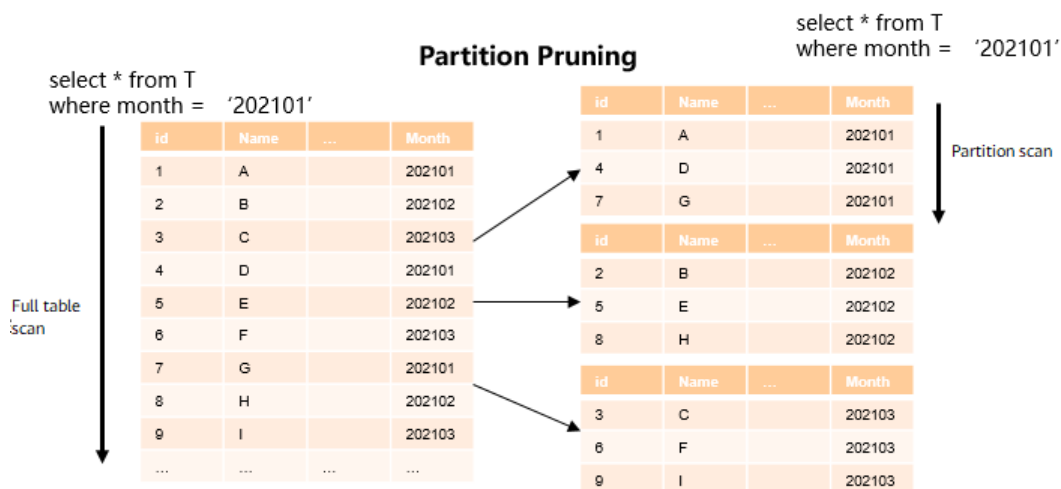 Partition Pruning
select * from T
where month = ‘202101’
id Name ... Month
1 A 202101
2 B 202102
3 C 202103
4 D 202101
5 E 202102
6 F 202103
7 G 202101
8 H 202102
9 I 202103
... ... ... ...
Full table
scan
select * from T
where month = ‘202101’
id Name ... Month
1 A 202101
4 D 202101
7 G 202101
Partition scan
id Name ... Month
2 B 202102
5 E 202102
8 H 202102
id Name ... Month
3 C 202103
6 F 202103
9 I 202103